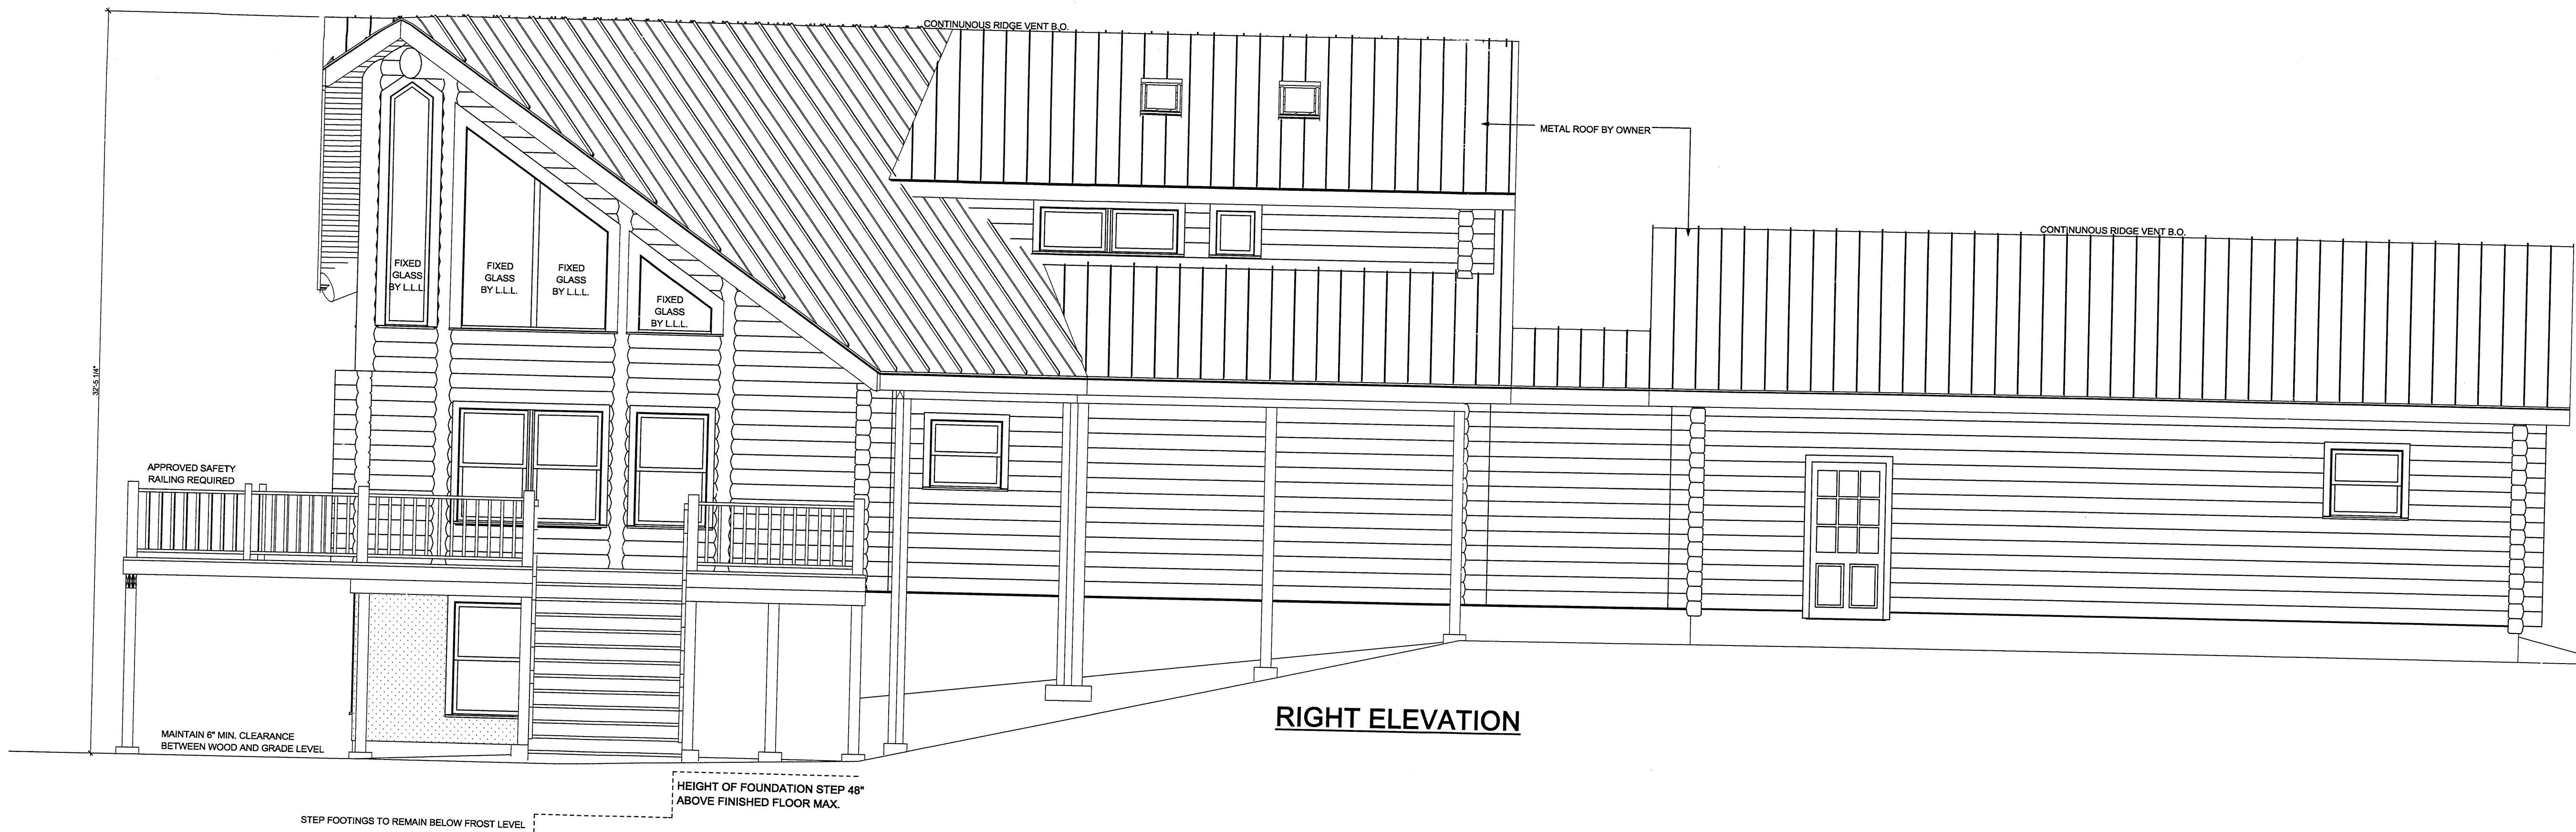 CONTINUNOUS RIDGE VENT B.O.
METAL ROOF BY OWNER
CONTINUNOUS RIDGE VENT B.O.
FIXED
GLASS
BY L.L.L
FIXED
GLASS
BY L.L.L.
FIXED
GLASS
BY L.L.L.
FIXED
GLASS
BY L.L.L.
32'-5 1/4"
APPROVED SAFETY
RAILING REQUIRED
MAINTAIN 6" MIN. CLEARANCE
BETWEEN WOOD AND GRADE LEVEL
RIGHT ELEVATION
HEIGHT OF FOUNDATION STEP 48"
ABOVE FINISHED FLOOR MAX.
STEP FOOTINGS TO REMAIN BELOW FROST LEVEL